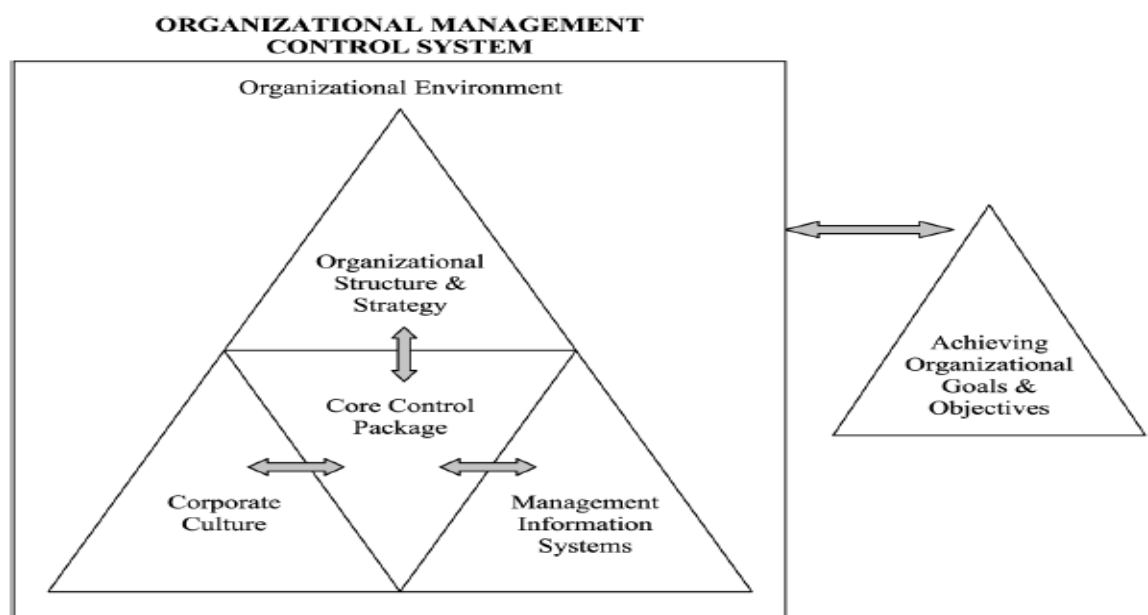 ORGANIZATIONAL MANAGEMENT
CONTROL SYSTEM
Organizational Environment
Organizational
Structure &
Strategy
Core Control
Package
Corporate
Culture
Management
Information
Systems
Achieving
Organizational
Goals &
Objectives